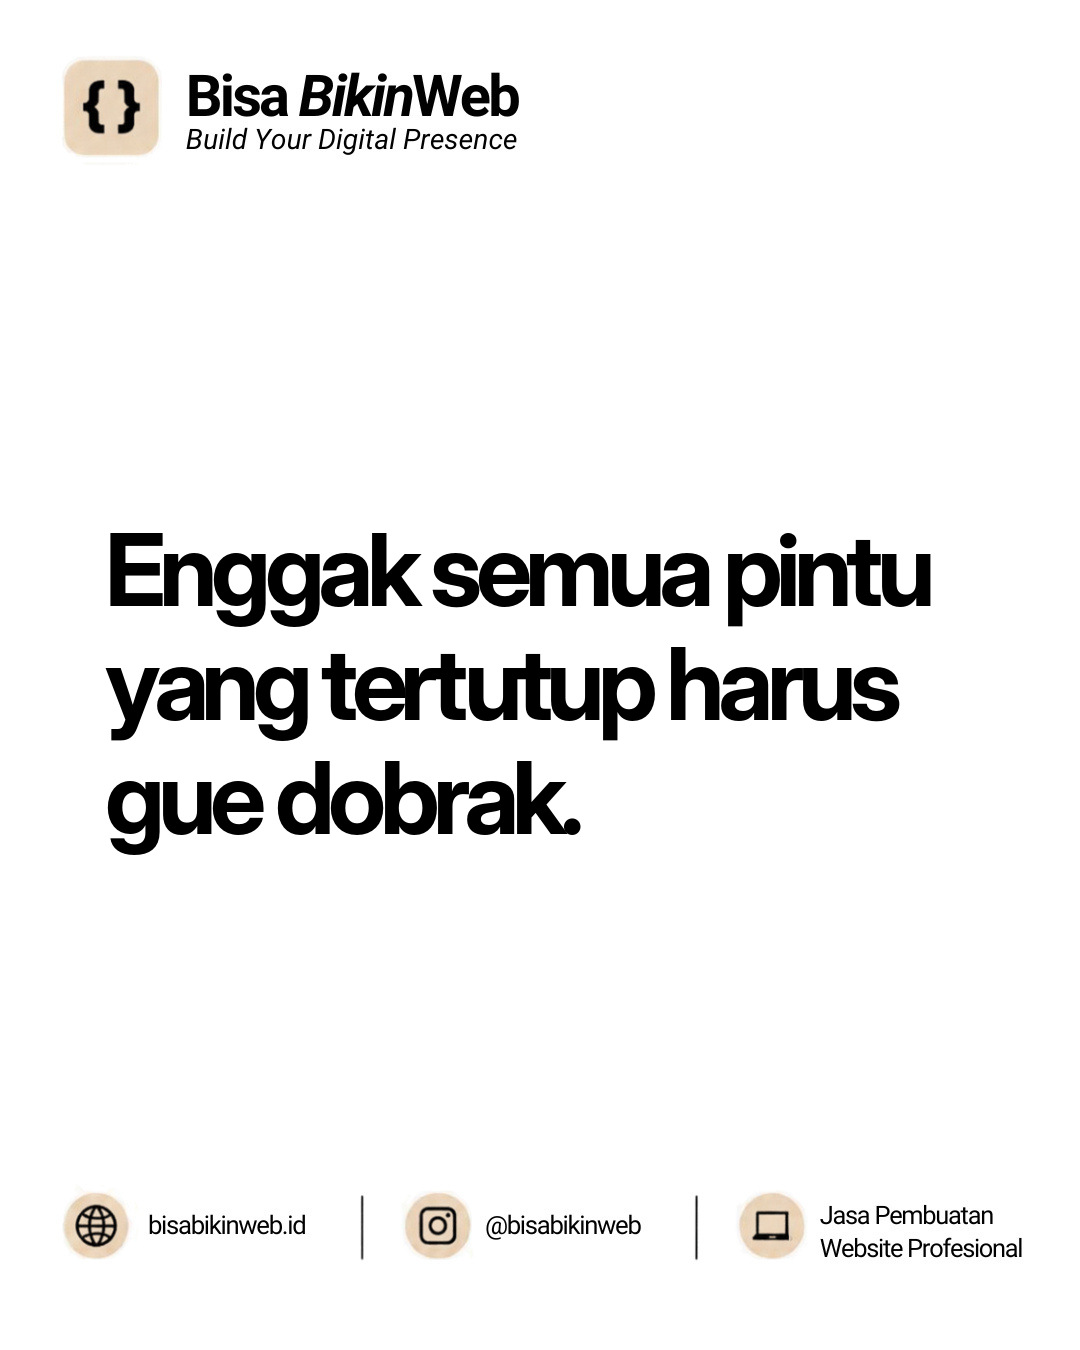 { }
Bisa BikinWeb
Build Your Digital Presence
Enggak semua pintu
yang tertutup harus
gue dobrak.
bisabikinweb.id
@bisabikinweb
Jasa Pembuatan
Website Profesional